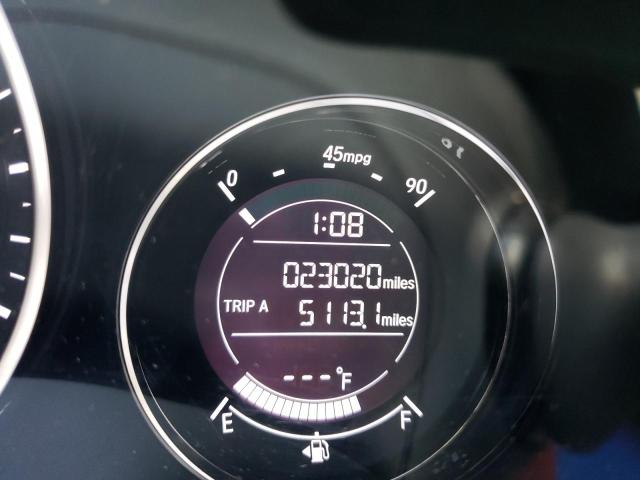 45mpg
0 90
1:08
023020miles
TRIP A 5113.1miles
---°F
E F